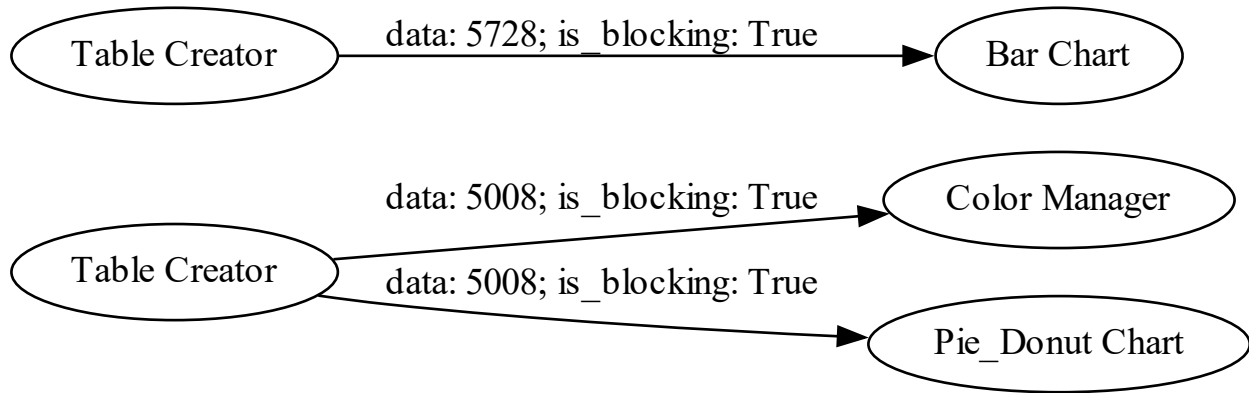 Table Creator
data: 5728; is_blocking: True
Bar Chart
Table Creator
data: 5008; is_blocking: True
Color Manager
data: 5008; is_blocking: True
Pie_Donut Chart